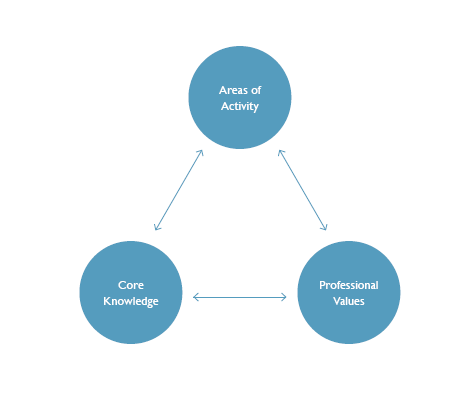 Areas of
Activity
Core
Knowledge
Professional
Values